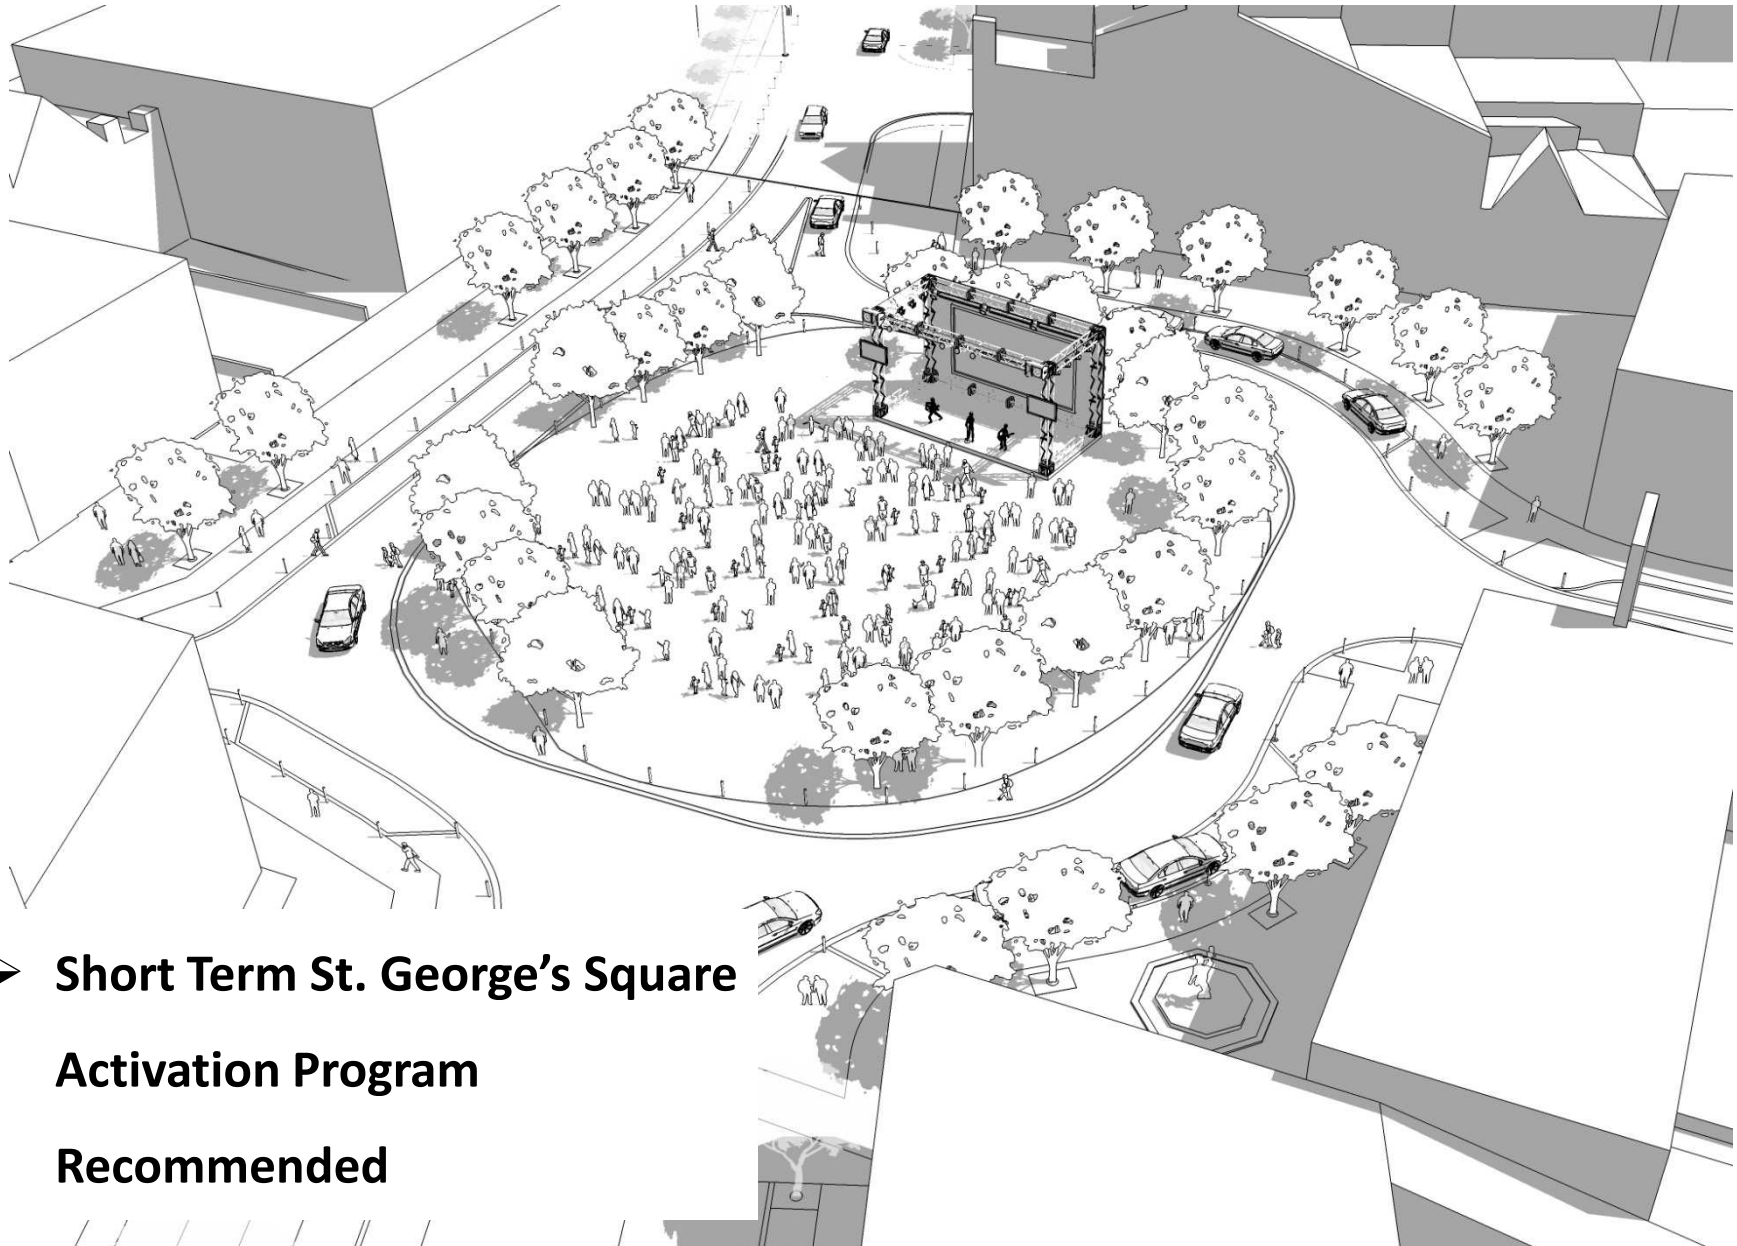 ➢ Short Term St. George’s Square
Activation Program
Recommended